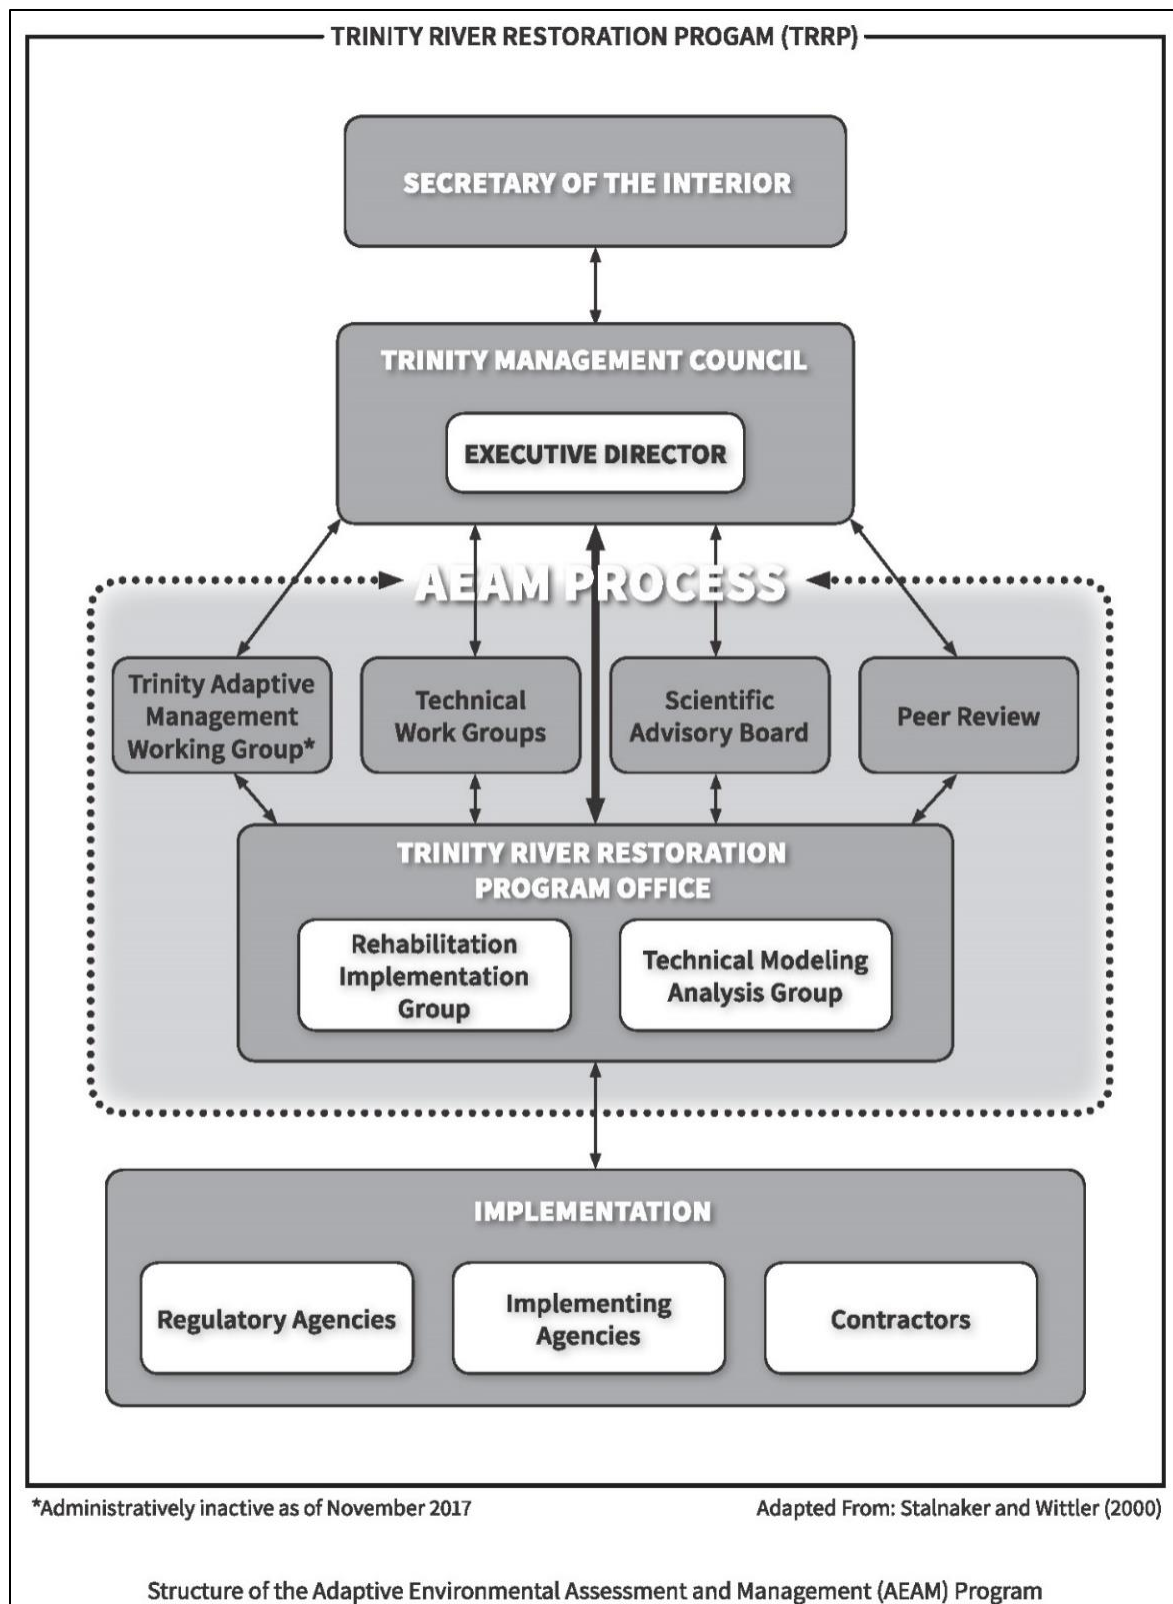 TRINITY RIVER RESTORATION PROGAM (TRRP)
SECRETARY OF THE INTERIOR
TRINITY MANAGEMENT COUNCIL
EXECUTIVE DIRECTOR
AEAM PROCESS
Trinity Adaptive
Management
Working Group*
Technical
Work Groups
Scientific
Advisory Board
Peer Review
TRINITY RIVER RESTORATION
PROGRAM OFFICE
Rehabilitation
Implementation
Group
Technical Modeling
Analysis Group
IMPLEMENTATION
Regulatory Agencies
Implementing
Agencies
Contractors
*Administratively inactive as of November 2017
Adapted From: Stalnaker and Wittler (2000)
Structure of the Adaptive Environmental Assessment and Management (AEAM) Program